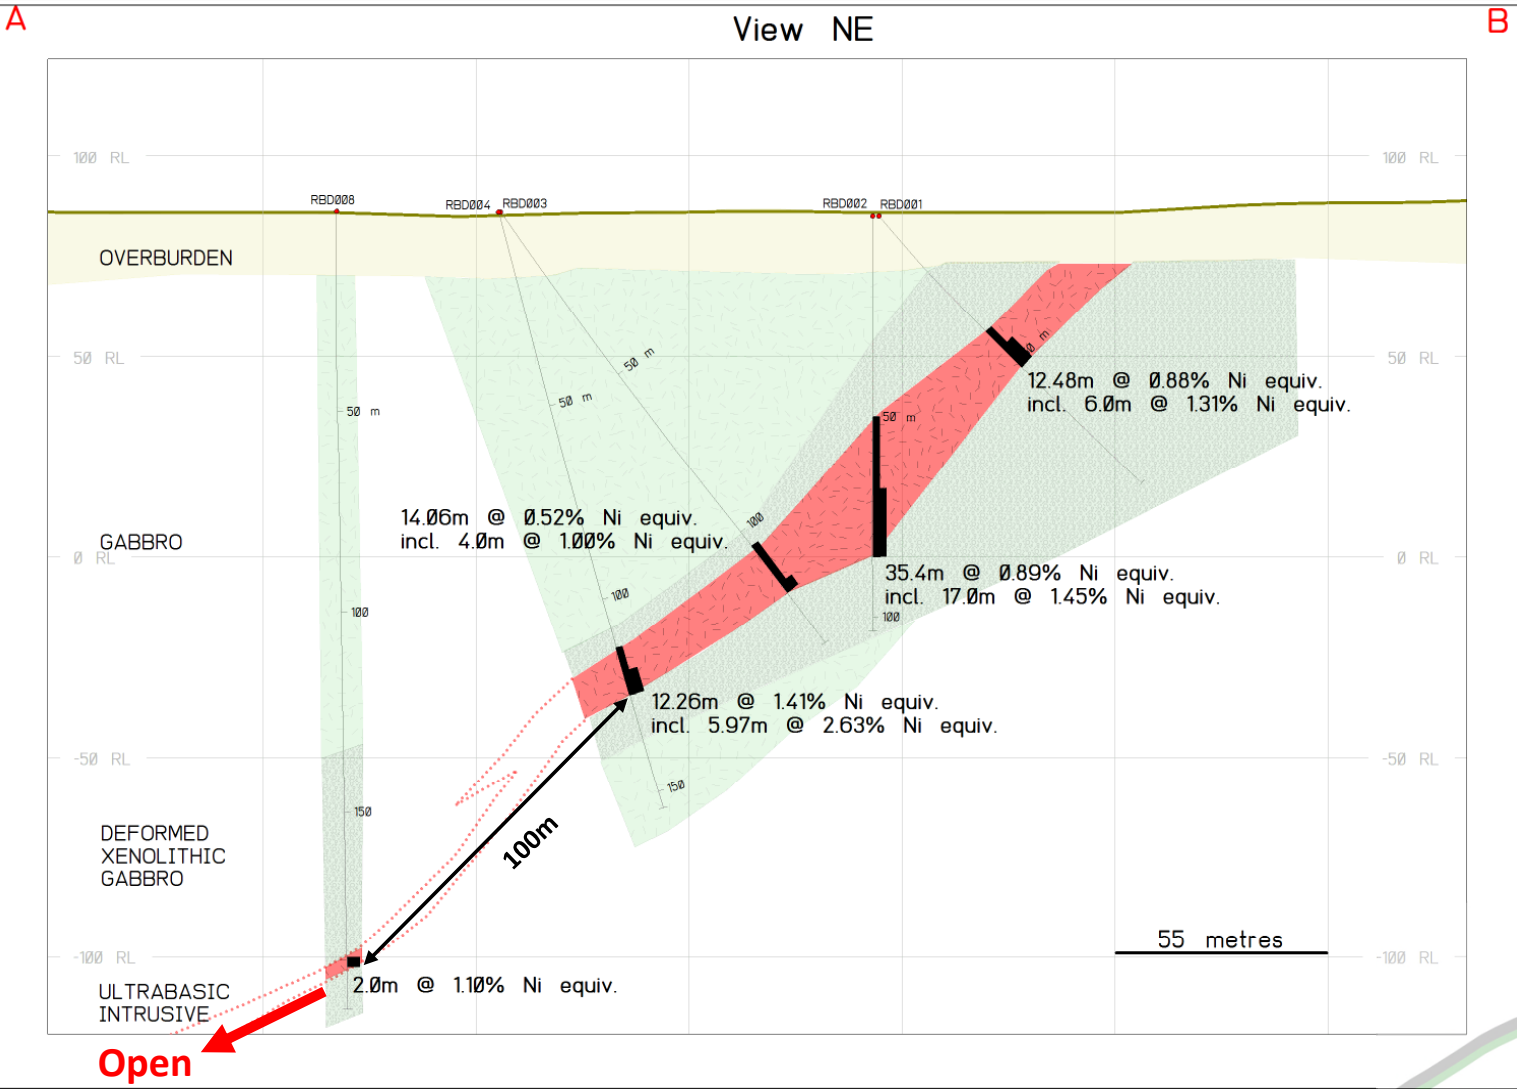 A
View NE
B
100 RL
100 RL
RBD008
RBD004
RBD003
RBD002
RBD001
OVERBURDEN
50 RL
50 m
50 RL
12.48m @ 0.88% Ni equiv.
incl. 6.0m @ 1.31% Ni equiv.
50 m
50 m
50 m
14.06m @ 0.52% Ni equiv.
incl. 4.0m @ 1.00% Ni equiv.
100
GABBRO
0 RL
0 RL
35.4m @ 0.89% Ni equiv.
incl. 17.0m @ 1.45% Ni equiv.
100
100
100
12.26m @ 1.41% Ni equiv.
incl. 5.97m @ 2.63% Ni equiv.
-50 RL
-50 RL
150
150
DEFORMED
XENOLITHIC
GABBRO
100m
55 metres
-100 RL
-100 RL
2.0m @ 1.10% Ni equiv.
ULTRABASIC
INTRUSIVE
Open